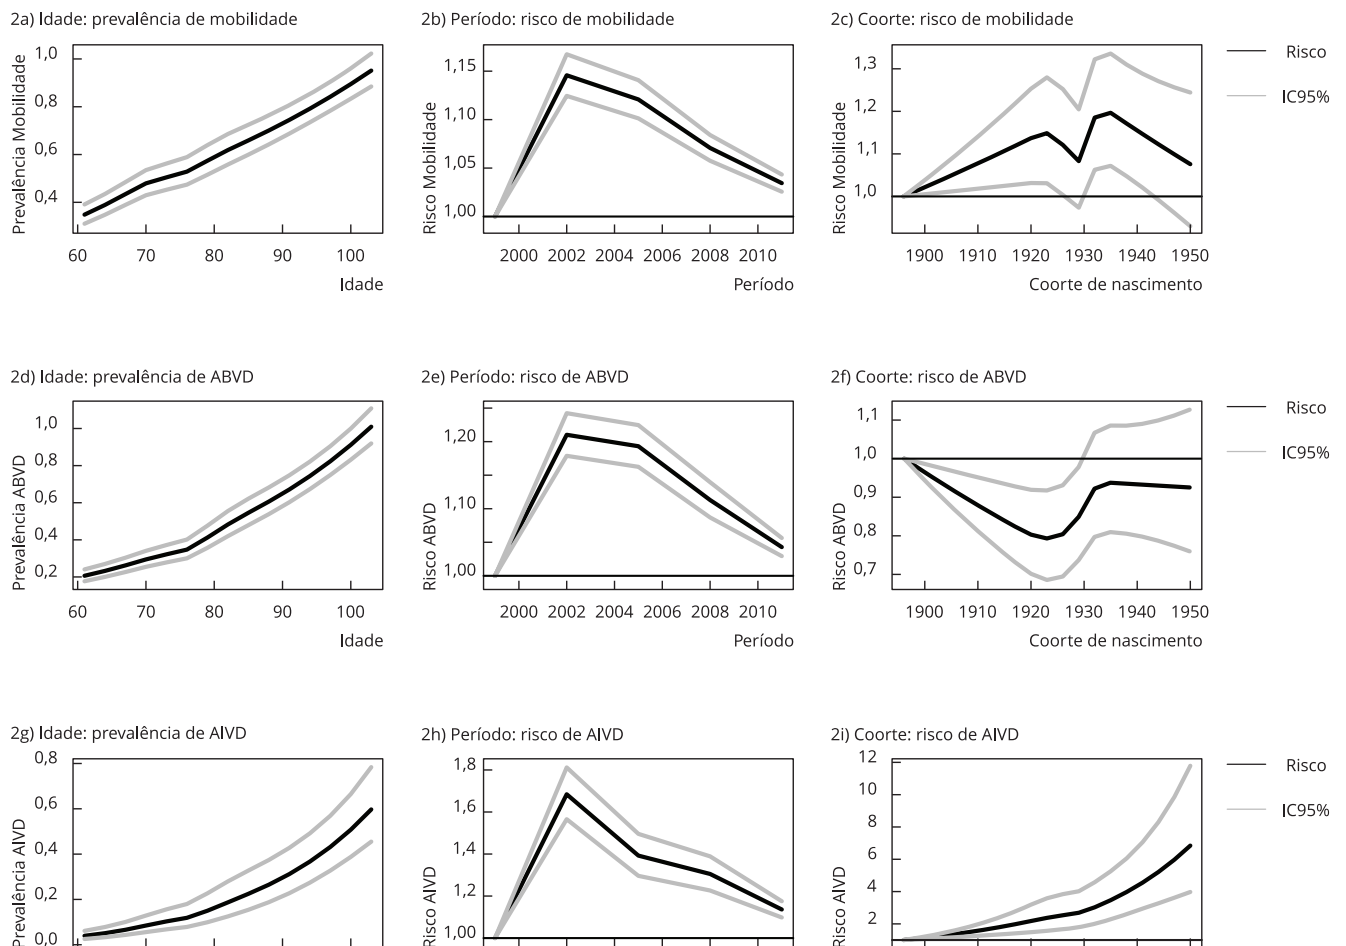 2a) Idade: prevalência de mobilidade
Prevalência Mobilidade
1,0
0,8
0,6
0,4
60 70 80 90 100
Idade
2b) Período: risco de mobilidade
Risco Mobilidade
1,15
1,10
1,05
1,00
2000 2002 2004 2006 2008 2010
Período
2c) Coorte: risco de mobilidade
Risco Mobilidade
1,3
1,2
1,1
1,0
1900 1910 1920 1930 1940 1950
Coorte de nascimento
Risco
IC95%
2d) Idade: prevalência de ABVD
Prevalência ABVD
1,0
0,8
0,6
0,4
0,2
60 70 80 90 100
Idade
2e) Período: risco de ABVD
Risco ABVD
1,20
1,10
1,00
2000 2002 2004 2006 2008 2010
Período
2f) Coorte: risco de ABVD
Risco ABVD
1,1
1,0
0,9
0,8
0,7
1900 1910 1920 1930 1940 1950
Coorte de nascimento
Risco
IC95%
2g) Idade: prevalência de AIVD
Prevalência AIVD
0,8
0,6
0,4
0,2
0,0
2h) Período: risco de AIVD
Risco AIVD
1,8
1,6
1,4
1,2
1,00
2i) Coorte: risco de AIVD
Risco AIVD
12
10
8
6
4
2
Risco
IC95%